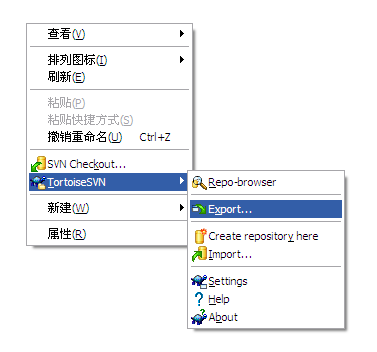 查看(V)
排列图标(I)
刷新(E)
粘贴(P)
粘贴快捷方式(S)
撤销重命名(U) Ctrl+Z
SVN Checkout...
TortoiseSVN
新建(W)
属性(R)
Repo-browser
Export...
Create repository here
Import...
Settings
Help
About